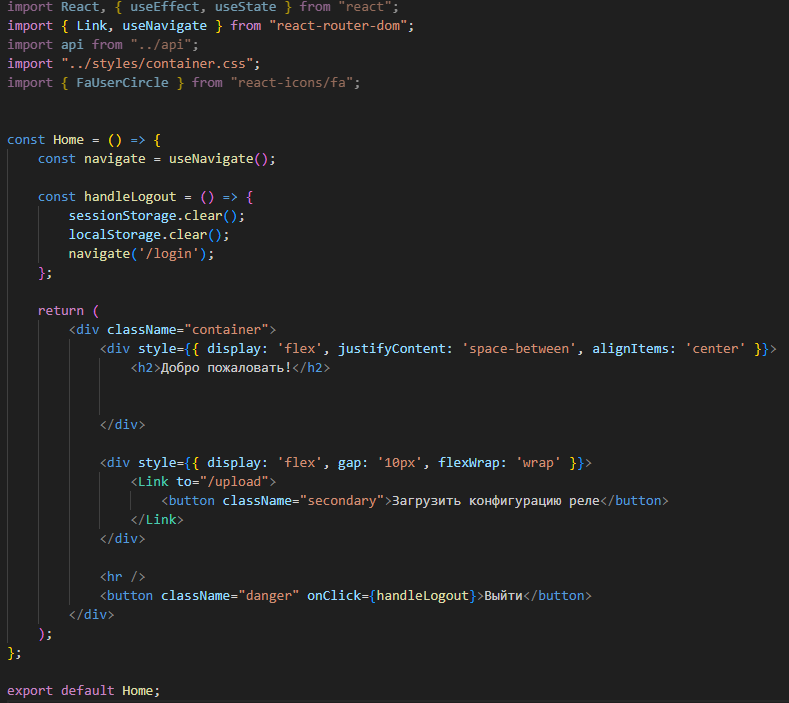 import React, { useEffect, useState } from "react";
import { Link, useNavigate } from "react-router-dom";
import api from "../api";
import "../styles/container.css";
import { FaUserCircle } from "react-icons/fa";
const Home = () => {
const navigate = useNavigate();
const handleLogout = () => {
sessionStorage.clear();
localStorage.clear();
navigate('/login');
};
return (
<div className="container">
<div style={{ display: 'flex', justifyContent: 'space-between', alignItems: 'center' }}>
<h2>Добро пожаловать!</h2>
</div>
<div style={{ display: 'flex', gap: '10px', flexWrap: 'wrap' }}>
<Link to="/upload">
<button className="secondary">Загрузить конфигурацию реле</button>
</Link>
</div>
<hr />
<button className="danger" onClick={handleLogout}>Выйти</button>
</div>
);
};
export default Home;